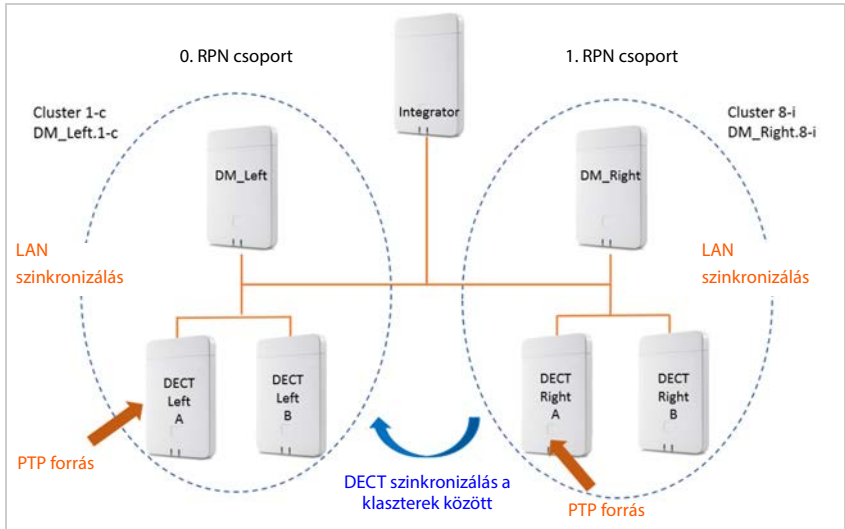 0. RPN csoport
1. RPN csoport
Integrator
Cluster 1-c
DM_Left.1-c
Cluster 8-i
DM_Right.8-i
DM_Left
DM_Right
LAN
szinkronizálás
LAN
szinkronizálás
DECT
Left
A
DECT
Left
B
DECT
Right
A
DECT
Right
B
PTP forrás
DECT szinkronizálás a
klaszterek között
PTP forrás